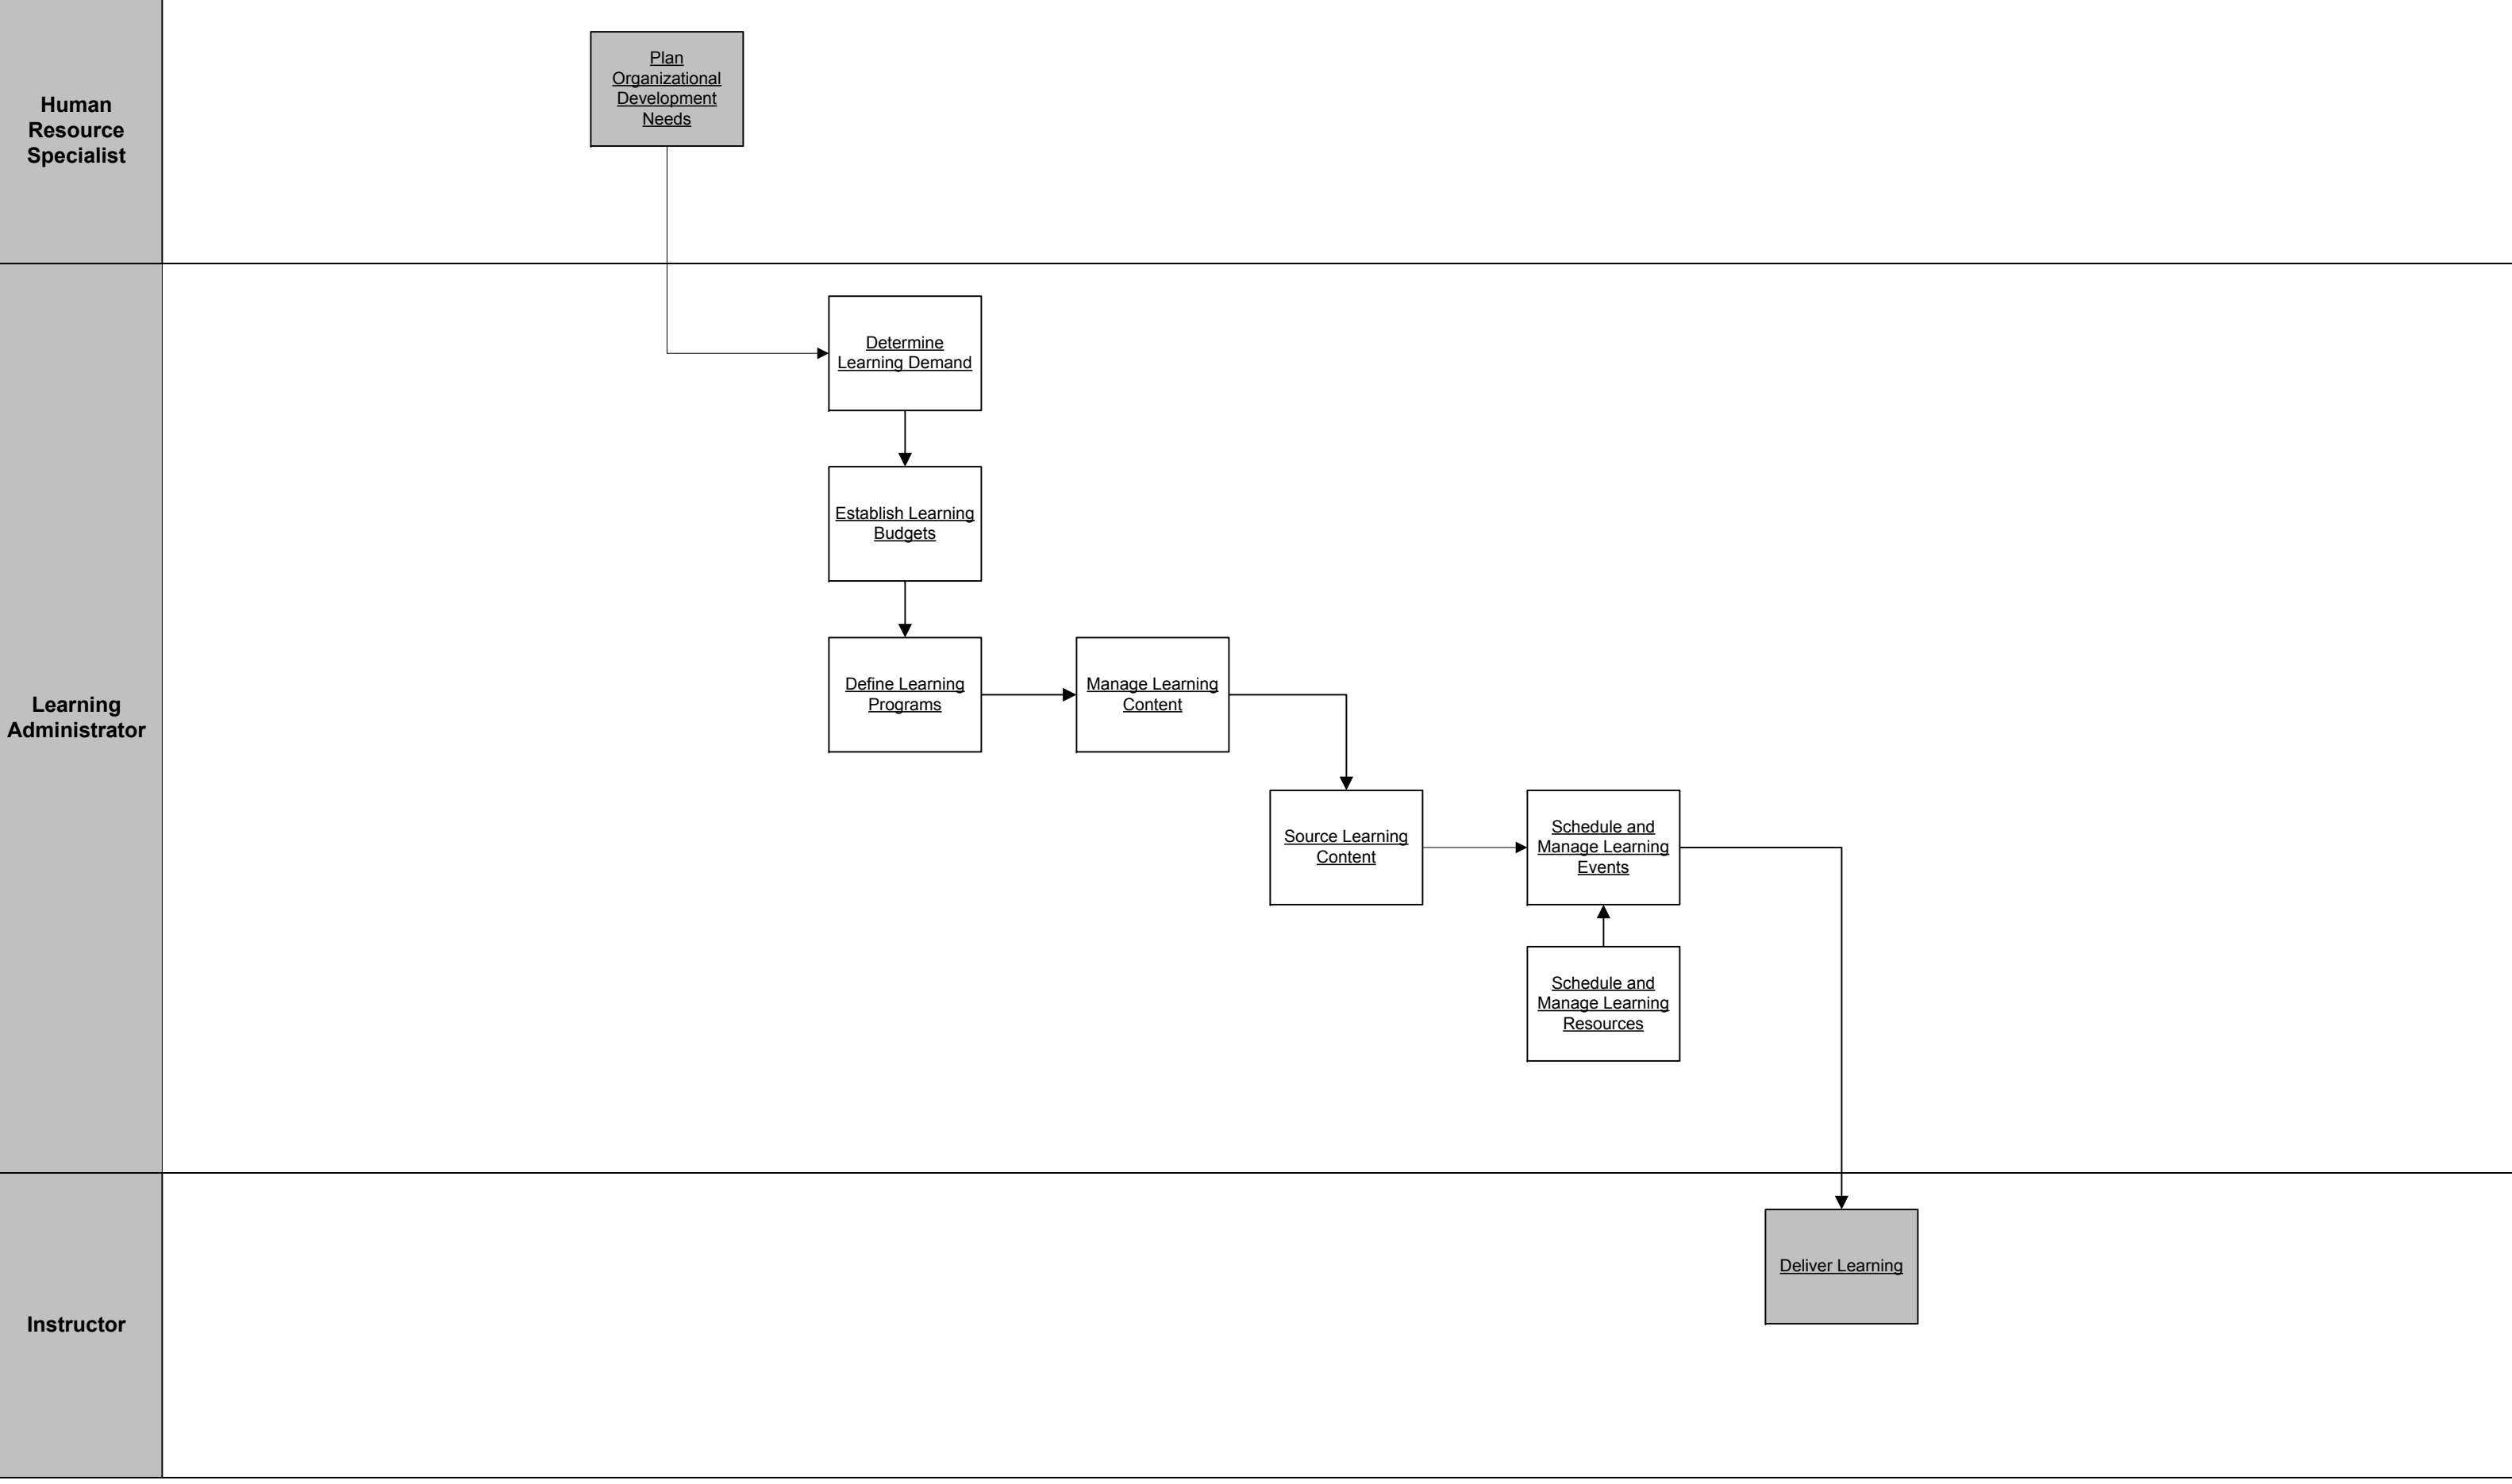 Human
Resource
Specialist
Plan
Organizational
Development
Needs
Learning
Administrator
Determine
Learning Demand
Establish Learning
Budgets
Define Learning
Programs
Manage Learning
Content
Source Learning
Content
Schedule and
Manage Learning
Events
Schedule and
Manage Learning
Resources
Instructor
Deliver Learning